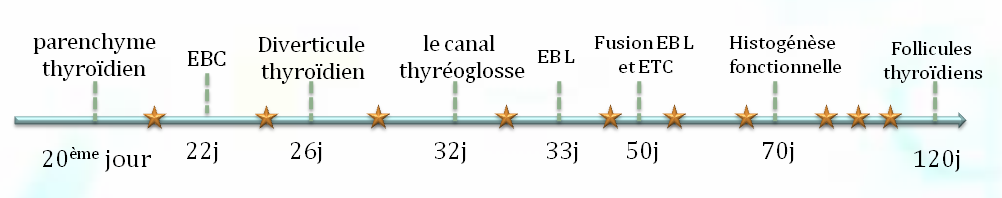 parenchyme
thyroïdien
EBC
Diverticule
thyroïdien
le canal
thyréoglosse
EB L
Fusion EB L
et ETC
Histogénèse
fonctionnelle
Follicules
thyroïdiens
20ème jour
22j
26j
32j
33j
50j
70j
120j